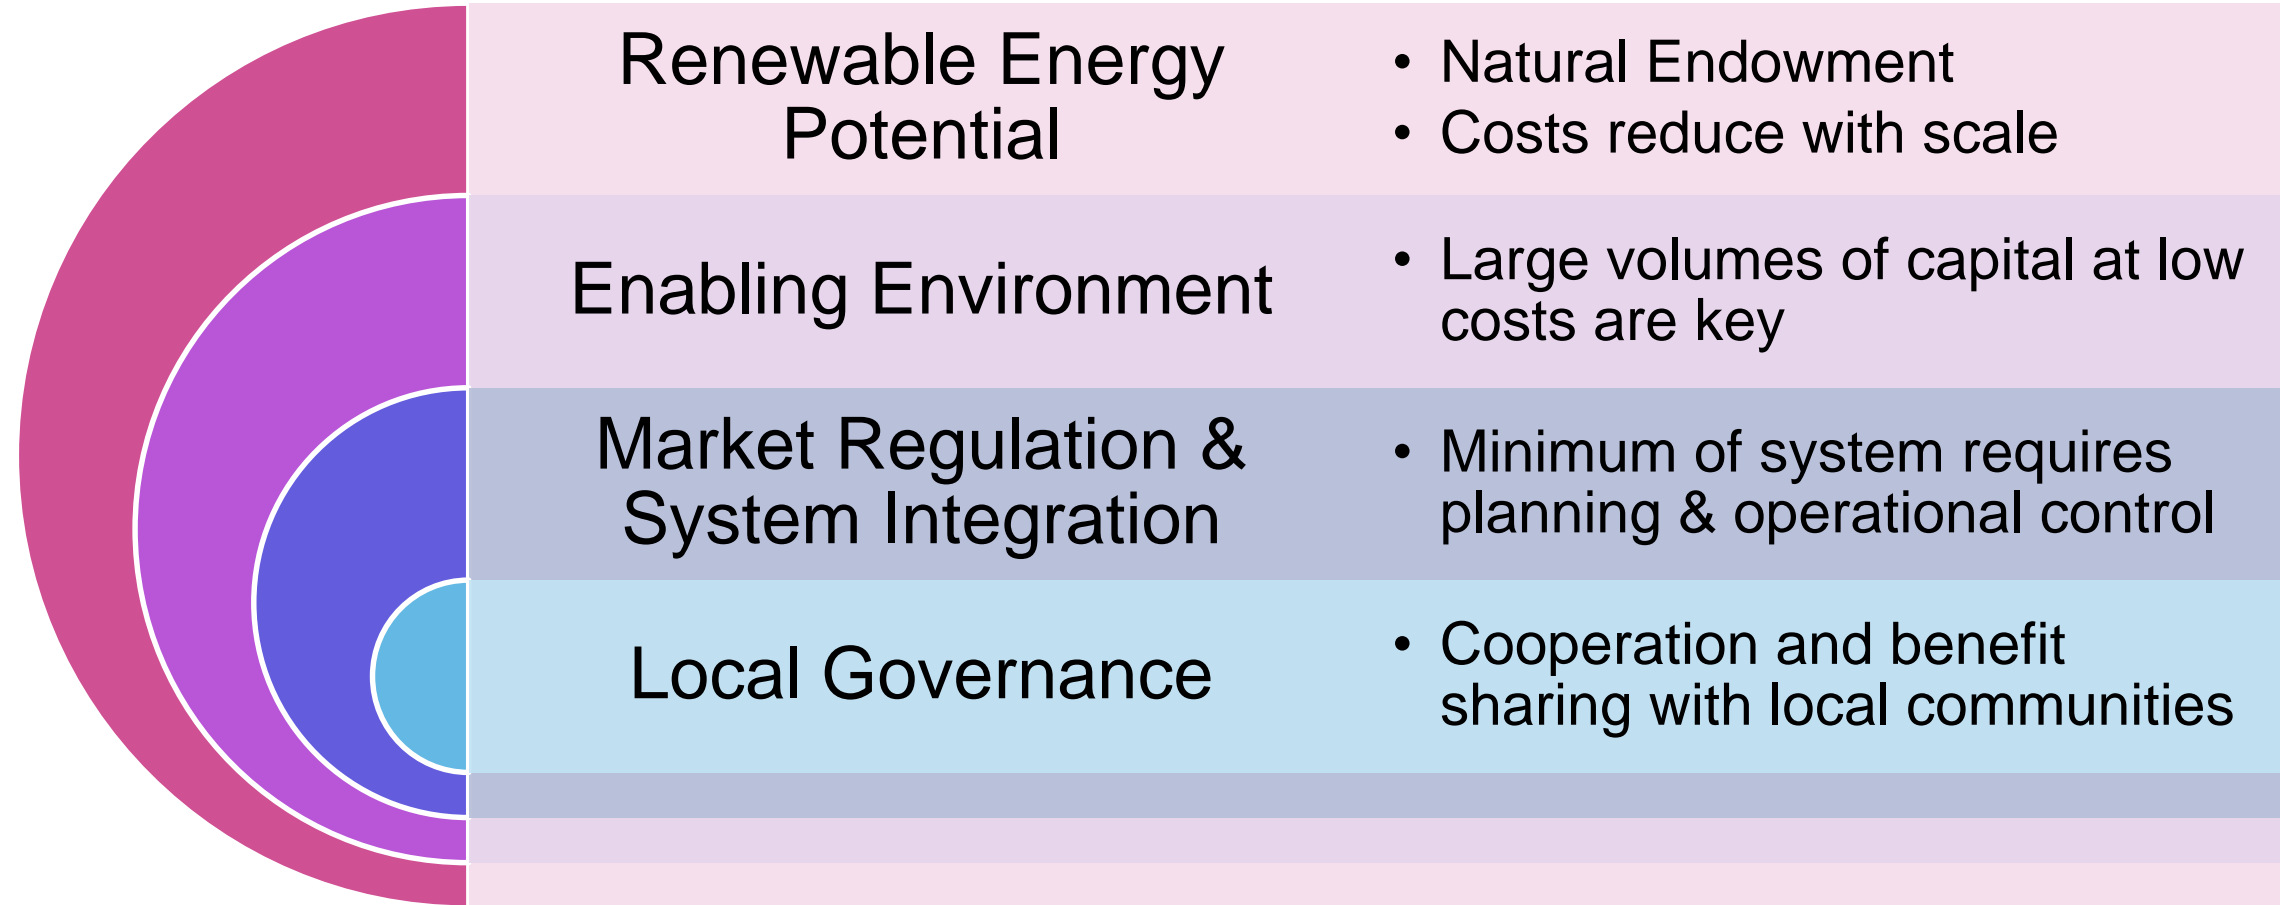 Renewable Energy
Potential
• Natural Endowment
• Costs reduce with scale
Enabling Environment
• Large volumes of capital at low
costs are key
Market Regulation &
System Integration
• Minimum of system requires
planning & operational control
Local Governance
• Cooperation and benefit
sharing with local communities